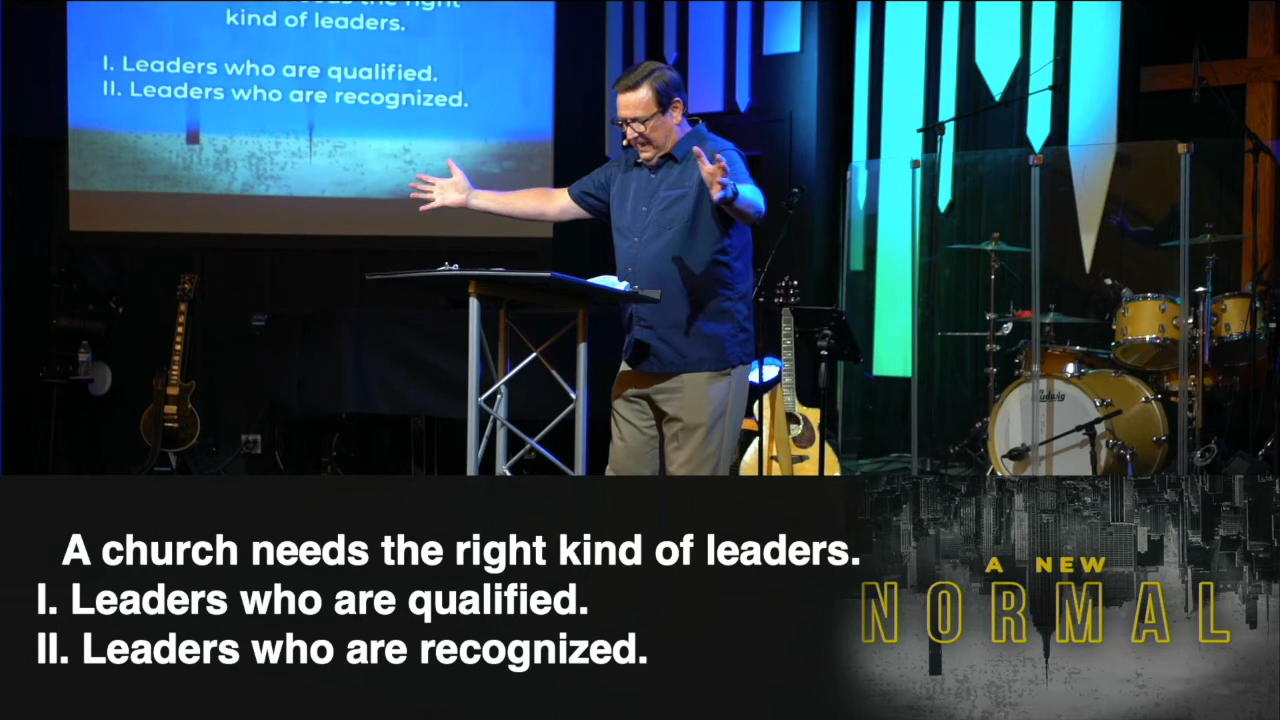 kind of leaders.
I. Leaders who are qualified.
II. Leaders who are recognized.
Ludwig
A church needs the right kind of leaders.
I. Leaders who are qualified.
II. Leaders who are recognized.
A NEW
NORMAL